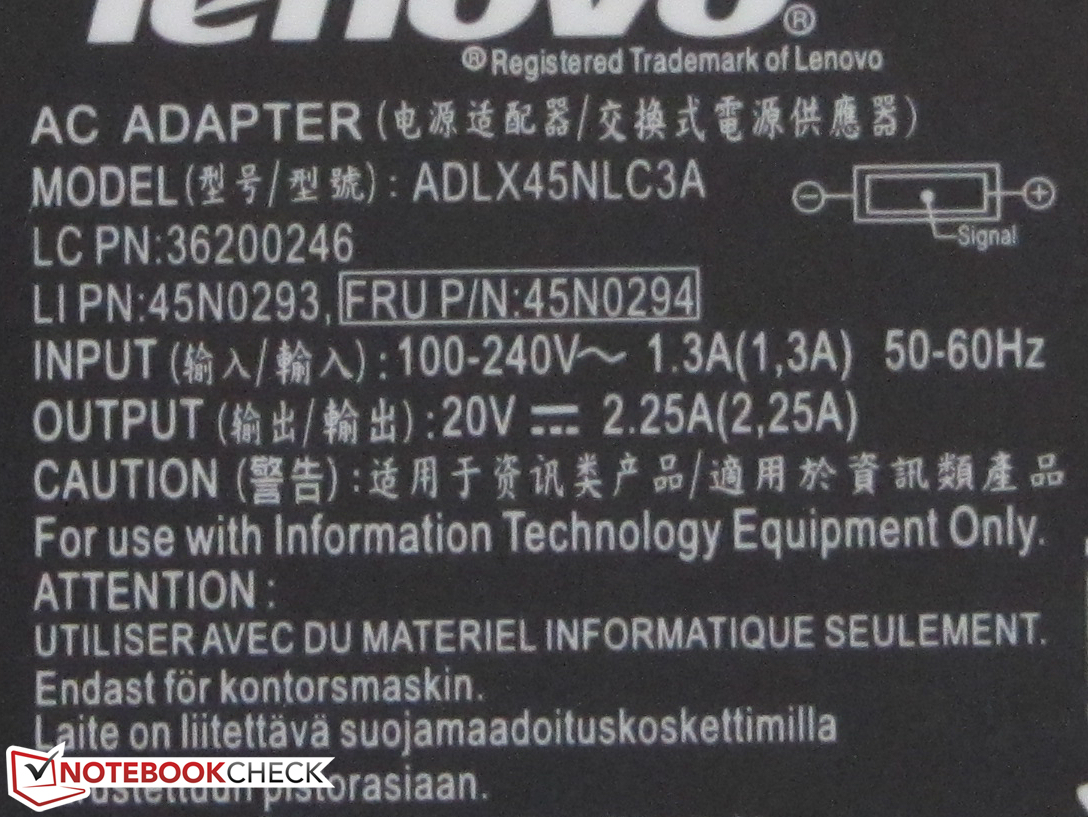 lenovo®
® Registered Trademark of Lenovo
AC ADAPTER (电源适配器/交換式電源供應器)
MODEL(型号/型號): ADLX45NLC3A
Signal
LC PN:36200246
LI PN:45N0293, FRU P/N:45N0294
INPUT (输入/輸入): 100-240V～ 1.3A(1,3A) 50-60Hz
OUTPUT (输出/輸出):20V ⎓ 2.25A(2,25A)
CAUTION (警告):适用于资讯类产品/適用於資訊類產品
For use with Information Technology Equipment Only.
ATTENTION :
UTILISER AVEC DU MATERIEL INFORMATIQUE SEULEMENT.
Endast för kontorsmaskin.
Laite on liitettävä suojamaadoituskoskettimilla
pistorasiaan.
NOTEBOOKCHECK